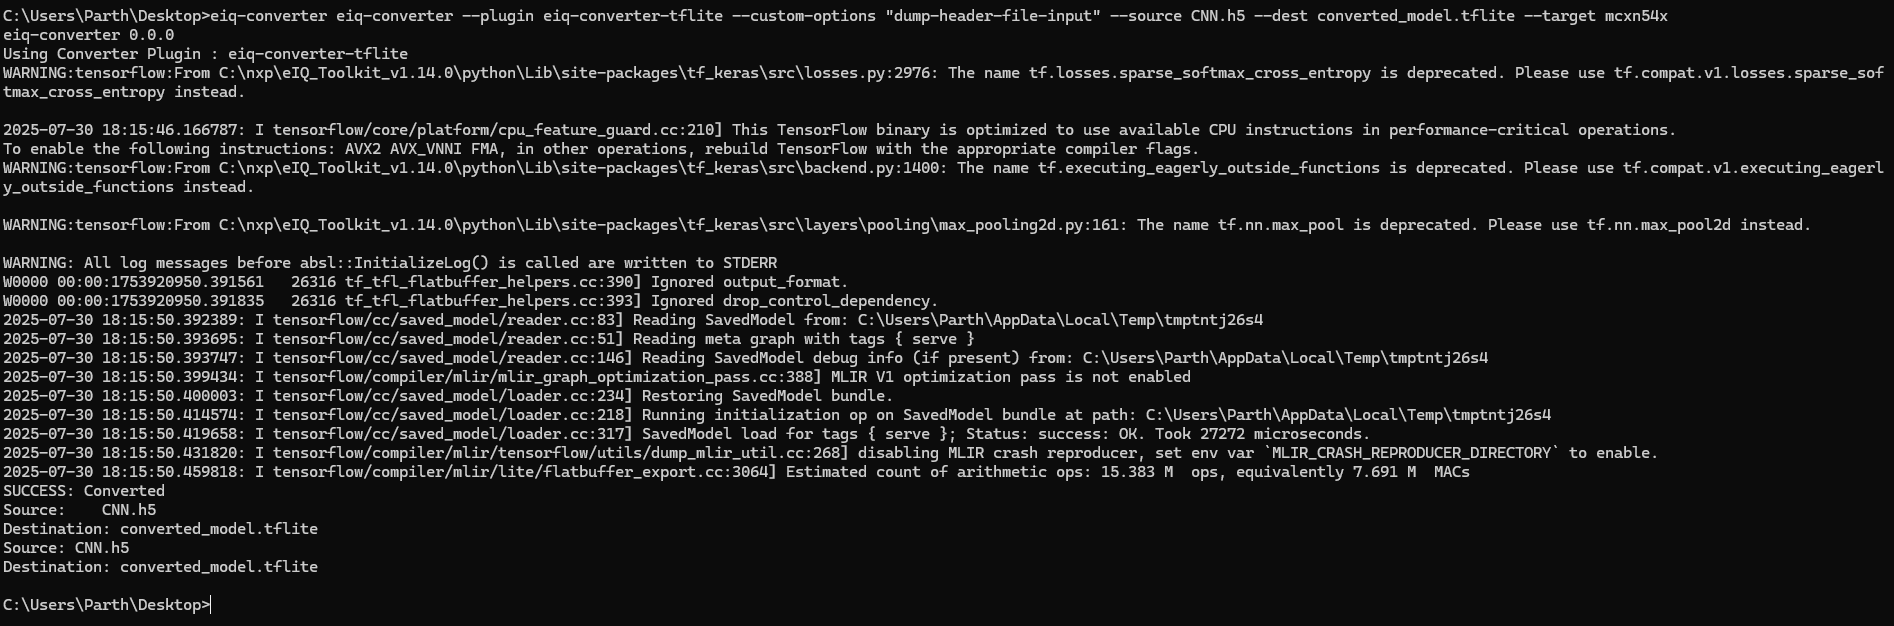 C:\Users\Parth\Desktop>eiq-converter eiq-converter --plugin eiq-converter-tflite --custom-options "dump-header-file-input" --source CNN.h5 --dest converted_model.tflite --target mcxn54x
eiq-converter 0.0.0
Using Converter Plugin : eiq-converter-tflite
WARNING:tensorflow:From C:\nxp\eIQ_Toolkit_v1.14.0\python\Lib\site-packages\tf_keras\src\losses.py:2976: The name tf.losses.sparse_softmax_cross_entropy is deprecated. Please use tf.compat.v1.losses.sparse_sof
tmax_cross_entropy instead.
2025-07-30 18:15:46.166787: I tensorflow/core/platform/cpu_feature_guard.cc:210] This TensorFlow binary is optimized to use available CPU instructions in performance-critical operations.
To enable the following instructions: AVX2 AVX_VNNI FMA, in other operations, rebuild TensorFlow with the appropriate compiler flags.
WARNING:tensorflow:From C:\nxp\eIQ_Toolkit_v1.14.0\python\Lib\site-packages\tf_keras\src\backend.py:1400: The name tf.executing_eagerly_outside_functions is deprecated. Please use tf.compat.v1.executing_eagerl
y_outside_functions instead.
WARNING:tensorflow:From C:\nxp\eIQ_Toolkit_v1.14.0\python\Lib\site-packages\tf_keras\src\layers\pooling\max_pooling2d.py:161: The name tf.nn.max_pool is deprecated. Please use tf.nn.max_pool2d instead.
WARNING: All log messages before absl::InitializeLog() is called are written to STDERR
W0000 00:00:1753920950.391561   26316 tf_tfl_flatbuffer_helpers.cc:390] Ignored output_format.
W0000 00:00:1753920950.391835   26316 tf_tfl_flatbuffer_helpers.cc:393] Ignored drop_control_dependency.
2025-07-30 18:15:50.392389: I tensorflow/cc/saved_model/reader.cc:83] Reading SavedModel from: C:\Users\Parth\AppData\Local\Temp\tmptntj26s4
2025-07-30 18:15:50.393695: I tensorflow/cc/saved_model/reader.cc:51] Reading meta graph with tags { serve }
2025-07-30 18:15:50.393747: I tensorflow/cc/saved_model/reader.cc:146] Reading SavedModel debug info (if present) from: C:\Users\Parth\AppData\Local\Temp\tmptntj26s4
2025-07-30 18:15:50.399434: I tensorflow/compiler/mlir/mlir_graph_optimization_pass.cc:388] MLIR V1 optimization pass is not enabled
2025-07-30 18:15:50.400003: I tensorflow/cc/saved_model/loader.cc:234] Restoring SavedModel bundle.
2025-07-30 18:15:50.414574: I tensorflow/cc/saved_model/loader.cc:218] Running initialization op on SavedModel bundle at path: C:\Users\Parth\AppData\Local\Temp\tmptntj26s4
2025-07-30 18:15:50.419658: I tensorflow/cc/saved_model/loader.cc:317] SavedModel load for tags { serve }; Status: success: OK. Took 27272 microseconds.
2025-07-30 18:15:50.431820: I tensorflow/compiler/mlir/tensorflow/utils/dump_mlir_util.cc:268] disabling MLIR crash reproducer, set env var `MLIR_CRASH_REPRODUCER_DIRECTORY` to enable.
2025-07-30 18:15:50.459818: I tensorflow/compiler/mlir/lite/flatbuffer_export.cc:3064] Estimated count of arithmetic ops: 15.383 M  ops, equivalently 7.691 M  MACs
SUCCESS: Converted
Source:    CNN.h5
Destination: converted_model.tflite
Source: CNN.h5
Destination: converted_model.tflite
C:\Users\Parth\Desktop>